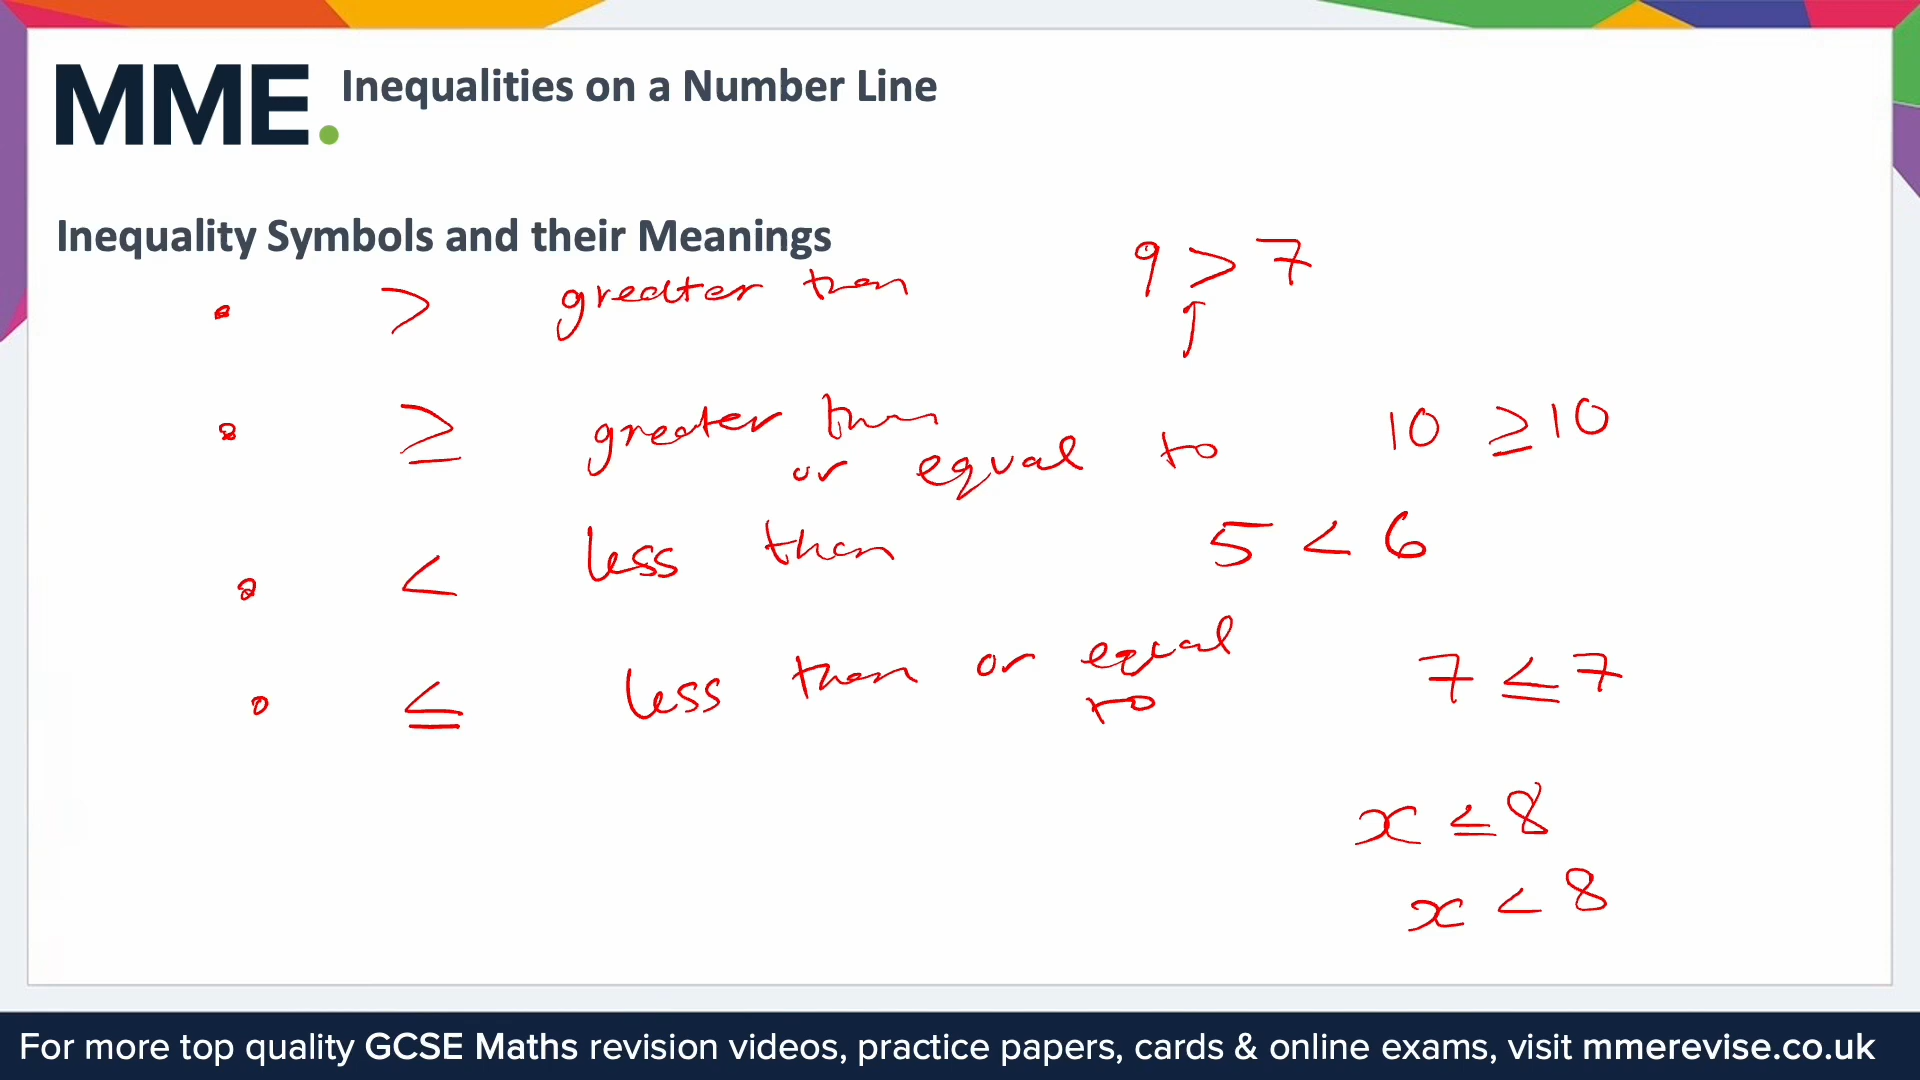 MME. Inequalities on a Number Line
Inequality Symbols and their Meanings
> greater than 9 > 7
≥ greater than
or equal to 10 ≥ 10
< less than 5 < 6
≤ less than or equal
to 7 ≤ 7
x ≤ 8
x < 8
For more top quality GCSE Maths revision videos, practice papers, cards & online exams, visit mmerevise.co.uk